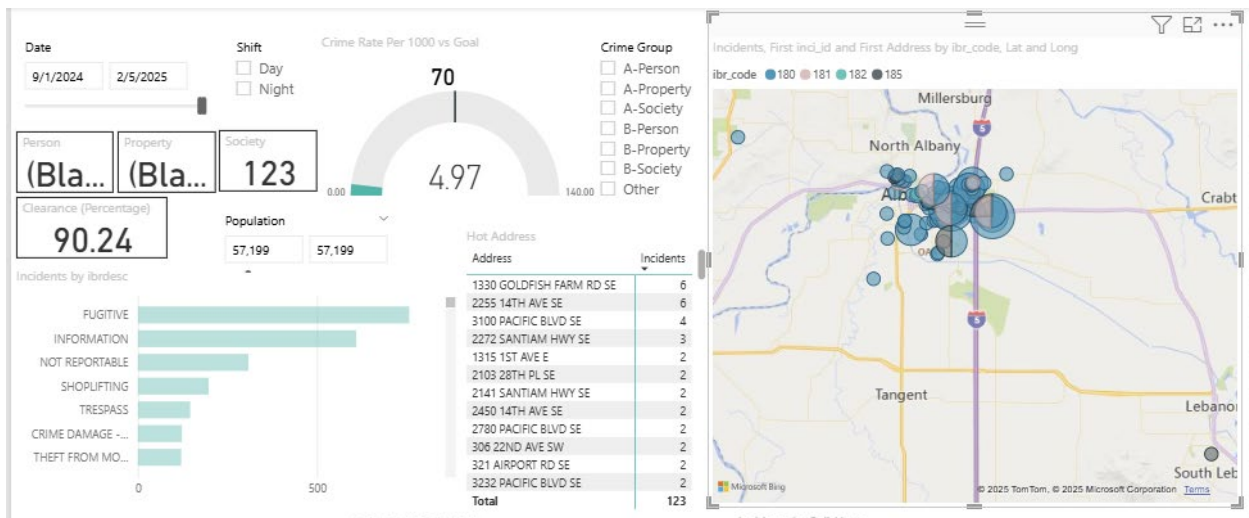 Date
9/1/2024 2/5/2025
Shift
Day
Night
Crime Rate Per 1000 vs Goal
70
4.97
0.00
140.00
Crime Group
A-Person
A-Property
A-Society
B-Person
B-Property
B-Society
Other
Person
(Bla...
Property
(Bla...
Society
123
Clearance (Percentage)
90.24
Population
57,199 57,199
Incidents by ibrdesc
FUGITIVE
INFORMATION
NOT REPORTABLE
SHOPLIFTING
TRESPASS
CRIME DAMAGE -...
THEFT FROM MO...
0 500
Hot Address
Address Incidents
1330 GOLDFISH FARM RD SE 6
2255 14TH AVE SE 6
3100 PACIFIC BLVD SE 4
2272 SANTIAM HWY SE 3
1315 1ST AVE E 2
2103 28TH PL SE 2
2141 SANTIAM HWY SE 2
2450 14TH AVE SE 2
2780 PACIFIC BLVD SE 2
306 22ND AVE SW 2
321 AIRPORT RD SE 2
3232 PACIFIC BLVD SE 2
Total 123
Incidents, First inci_id and First Address by ibr_code, Lat and Long
ibr_code 180 181 182 185
Millersburg
5
North Albany
Alb
Crabt
OA
5
Tangent
Lebanon
South Leb
Microsoft Bing
© 2025 TomTom, © 2025 Microsoft Corporation Terms